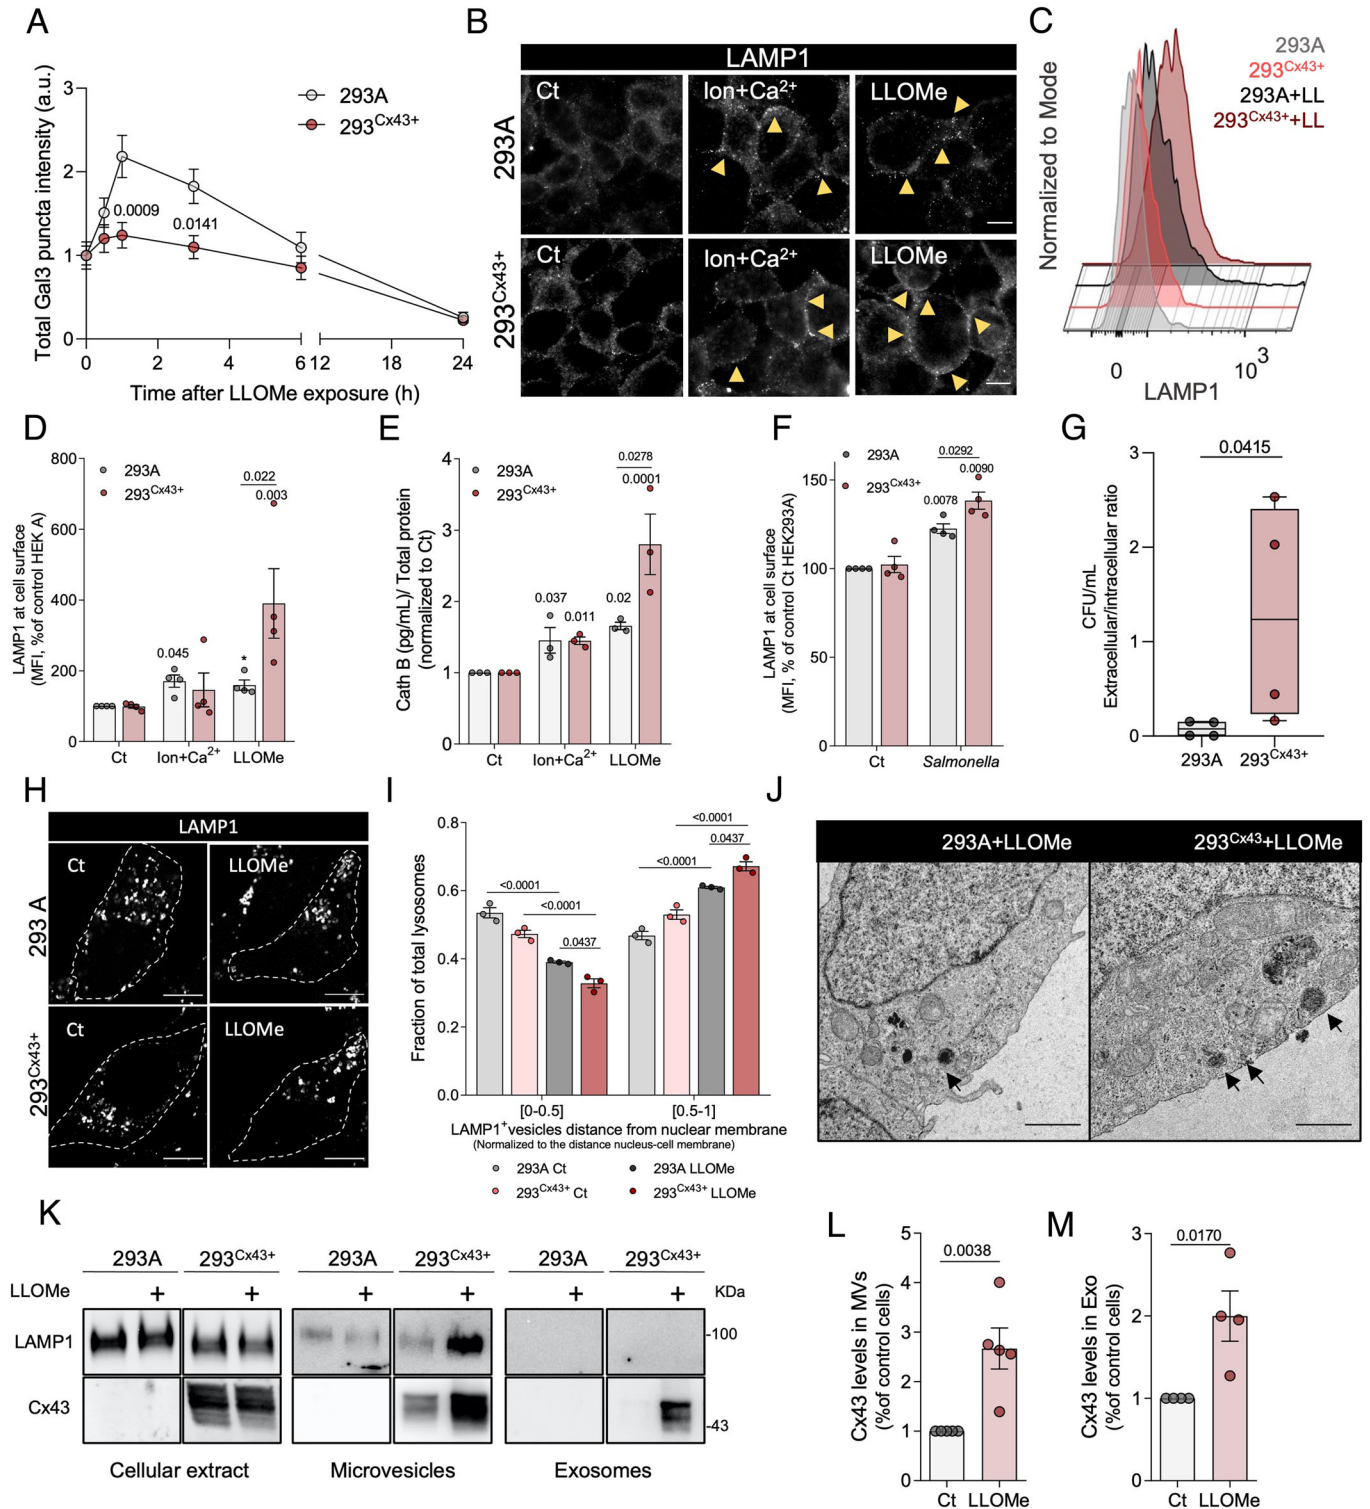 A
Total Gal3 puncta intensity (a.u.)
3
2
1
0
293A
293Cx43+
0.0009
0.0141
0 2 4 6 12 18 24
Time after LLOMe exposure (h)
B
LAMP1
293A
Ct
Ion+Ca2+
LLOMe
293Cx43+
Ct
Ion+Ca2+
LLOMe
C
Normalized to Mode
293A
293Cx43+
293A+LL
293Cx43++LL
0 10 3
LAMP1
D
LAMP1 at cell surface
(MFI, %of control HEK A)
800
600
400
200
0
293A
293Cx43+
0.022
0.003
0.045
*
Ct Ion+Ca2+ LLOMe
E
Cath B (pg/mL)/ Total protein
(normalized to Ct)
4
3
2
1
0
293A
293Cx43+
0.0278
0.0001
0.037
0.011
0.02
Ct Ion+Ca2+ LLOMe
F
LAMP1 at cell surface
(MFI, % of control Ct HEK293A)
150
100
50
0
293A
293Cx43+
0.0292
0.0090
0.0078
Ct Salmonella
G
CFU/mL
Extracellular/intracellular ratio
3
2
1
0
0.0415
293A 293Cx43+
H
LAMP1
293 A
Ct
LLOMe
293Cx43+
Ct
LLOMe
I
Fraction of total lysosomes
0.8
0.6
0.4
0.2
0.0
<0.0001
<0.0001
0.0437
<0.0001
<0.0001
0.0437
[0-0.5] [0.5-1]
LAMP1+vesicles distance from nuclear membrane
(Normalized to the distance nucleus-cell membrane)
293A Ct
293A LLOMe
293Cx43+ Ct
293Cx43+ LLOMe
J
293A+LLOMe
293Cx43+LLOMe
K
293A 293Cx43+ 293A 293Cx43+ 293A 293Cx43+
LLOMe + + + + + + KDa
LAMP1 -100
Cx43 -43
Cellular extract Microvesicles Exosomes
L
Cx43 levels in MVs
(%of control cells)
5
4
3
2
1
0
0.0038
Ct LLOMe
M
Cx43 levels in Exo
(%of control cells)
3
2
1
0
0.0170
Ct LLOMe